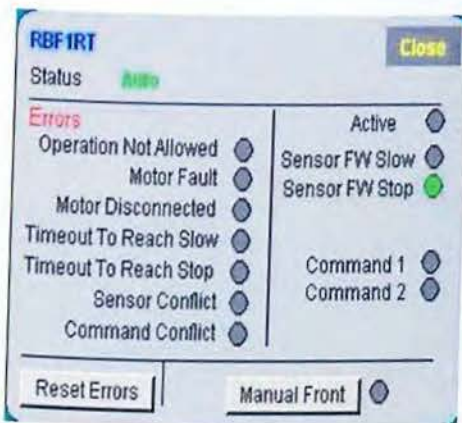 RBF1RT
Close
Status Auto
Errors
Operation Not Allowed
Motor Fault
Motor Disconnected
Timeout To Reach Slow
Timeout To Reach Stop
Sensor Conflict
Command Conflict
Active
Sensor FW Slow
Sensor FW Stop
Command 1
Command 2
Reset Errors
Manual Front